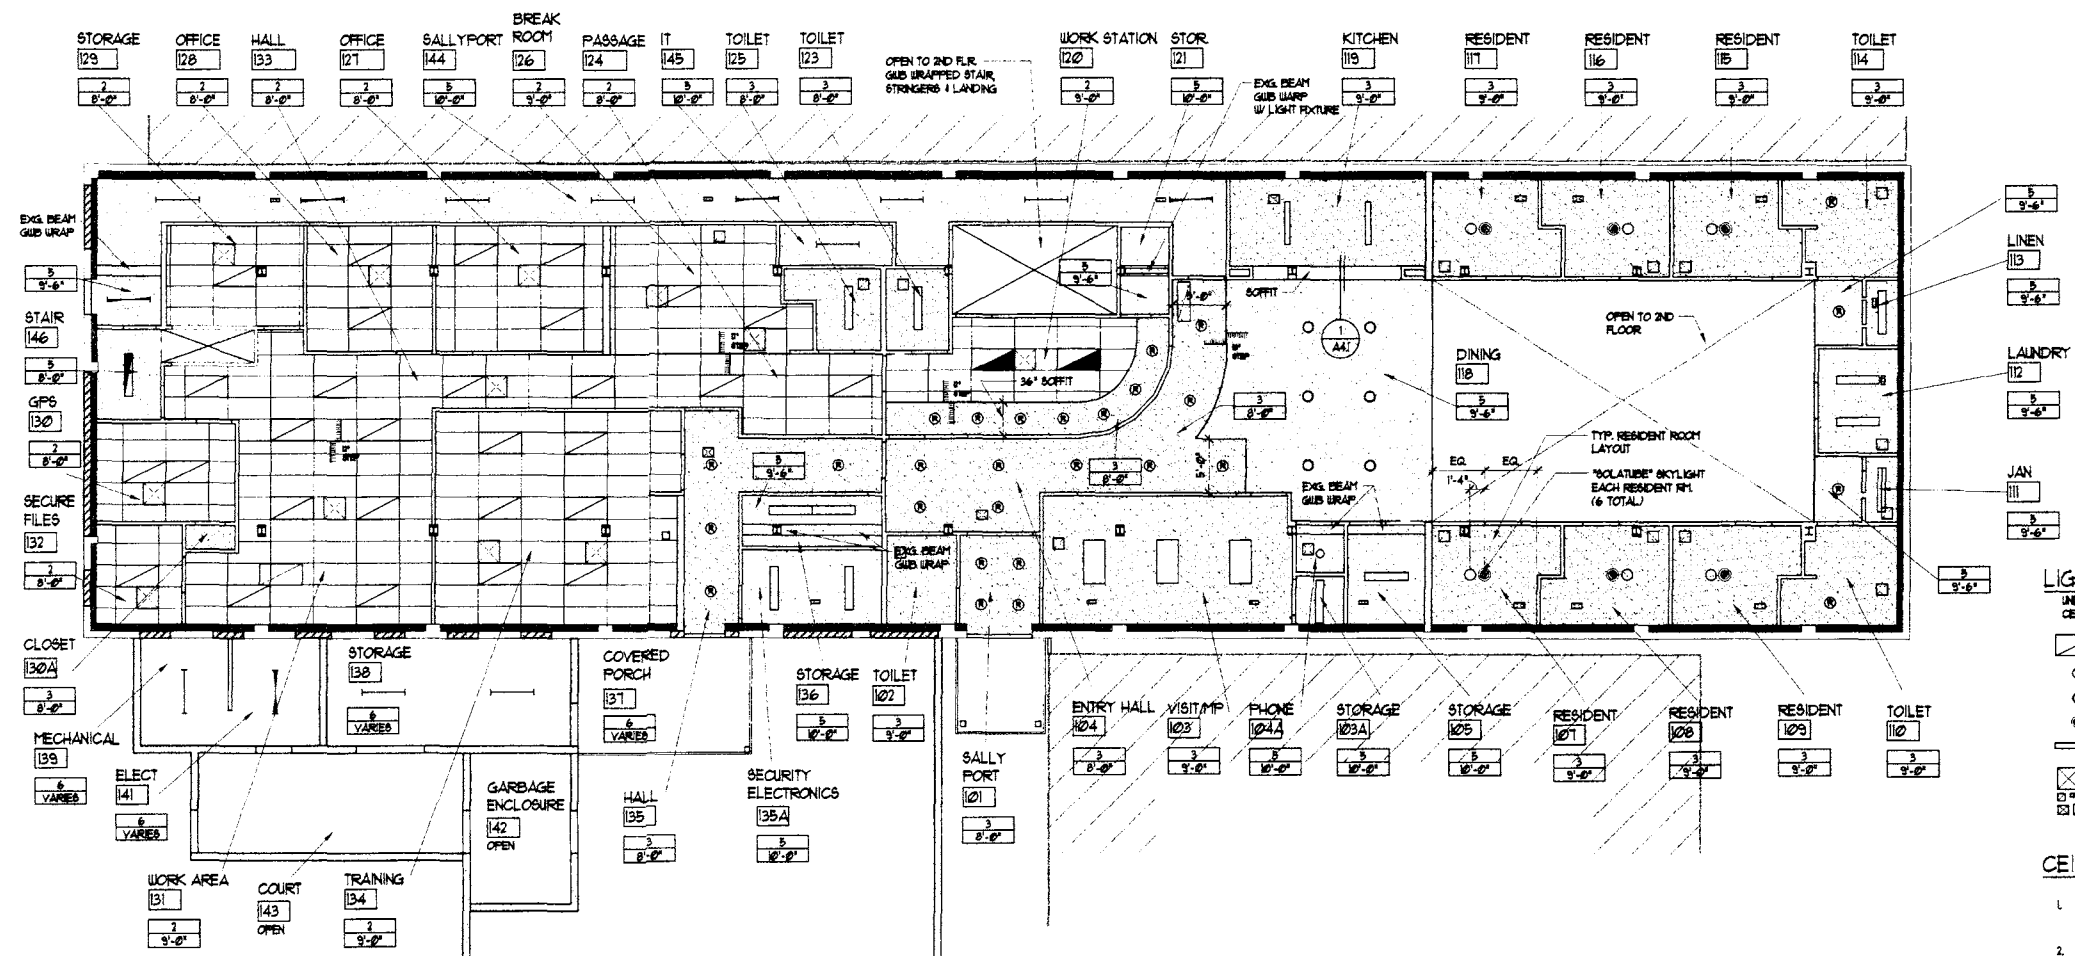 STORAGE
129
2
8'-0"
OFFICE
128
2
8'-0"
HALL
133
2
8'-0"
OFFICE
127
2
8'-0"
SALLYPORT
144
5
10'-0"
BREAK
ROOM
126
2
9'-0"
PASSAGE
124
2
8'-0"
IT
145
5
10'-0"
TOILET
125
3
8'-0"
TOILET
123
3
8'-0"
OPEN TO 2ND FLR.
GWB WRAPPED STAIR,
STRINGERS & LANDING
WORK STATION
120
2
9'-0"
STOR.
121
5
10'-0"
EXG. BEAM
GWB WARP
W/ LIGHT FIXTURE
KITCHEN
119
3
9'-0"
RESIDENT
117
3
9'-0"
RESIDENT
116
3
9'-0"
RESIDENT
115
3
9'-0"
TOILET
114
3
9'-0"
EXG. BEAM
GWB WRAP
5
9'-6"
STAIR
146
5
8'-0"
GPS
130
2
8'-0"
SECURE
FILES
132
2
8'-0"
CLOSET
130A
3
8'-0"
MECHANICAL
139
6
VARIES
ELECT
141
6
VARIES
5
9'-6"
5'-0"
SOFFIT
1
A4.1
36" SOFFIT
3
8'-0"
3
8'-0"
5'-0"
5
9'-6"
EXG. BEAM
GWB WRAP
EXG. BEAM
GWB WRAP
DINING
118
5
9'-6"
OPEN TO 2ND
FLOOR
TYP. RESIDENT ROOM
LAYOUT
EQ.
EQ.
1'-4"
"SOLATUBE" SKYLIGHT
EACH RESIDENT RM.
(6 TOTAL)
5
9'-6"
LINEN
113
5
9'-6"
LAUNDRY
112
5
9'-6"
JAN
111
5
9'-6"
5
9'-6"
STORAGE
138
6
VARIES
COVERED
PORCH
137
6
VARIES
STORAGE
136
5
10'-0"
TOILET
102
3
9'-0"
ENTRY HALL
104
3
8'-0"
VISIT/MP
103
3
9'-0"
PHONE
104A
5
10'-0"
STORAGE
103A
5
10'-0"
STORAGE
105
5
10'-0"
RESIDENT
107
3
9'-0"
RESIDENT
108
3
9'-0"
RESIDENT
109
3
9'-0"
TOILET
110
3
9'-0"
SALLY
PORT
101
3
8'-0"
SECURITY
ELECTRONICS
135A
5
10'-0"
HALL
135
3
8'-0"
GARBAGE
ENCLOSURE
142
OPEN
WORK AREA
131
2
9'-0"
COURT
143
OPEN
TRAINING
134
2
9'-0"
LIG
CEI
1.
2.